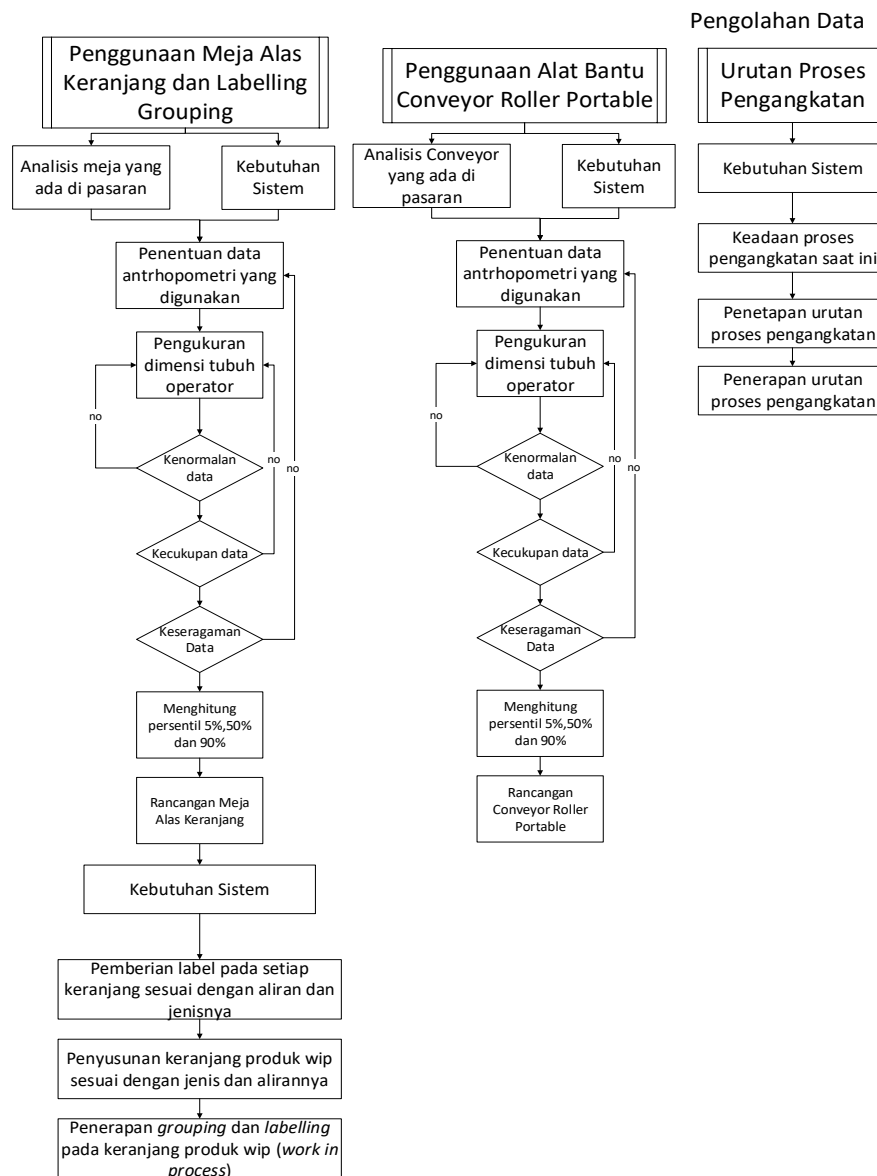 Pengolahan Data
Penggunaan Meja Alas
Keranjang dan Labelling
Grouping
Analisis meja yang
ada di pasaran
Kebutuhan
Sistem
Penentuan data
antrhopometri yang
digunakan
Pengukuran
dimensi tubuh
operator
no
no
no
Kenormalan
data
Kecukupan data
Keseragaman
Data
Menghitung
persentil 5%,50%
dan 90%
Rancangan Meja
Alas Keranjang
Kebutuhan Sistem
Pemberian label pada setiap
keranjang sesuai dengan aliran dan
jenisnya
Penyusunan keranjang produk wip
sesuai dengan jenis dan alirannya
Penerapan grouping dan labelling
pada keranjang produk wip (work in
process)
Penggunaan Alat Bantu
Conveyor Roller Portable
Analisis Conveyor
yang ada di
pasaran
Kebutuhan
Sistem
Penentuan data
antrhopometri yang
digunakan
Pengukuran
dimensi tubuh
operator
no
no
no
Kenormalan
data
Kecukupan data
Keseragaman
Data
Menghitung
persentil 5%,50%
dan 90%
Rancangan
Conveyor Roller
Portable
Urutan Proses
Pengangkatan
Kebutuhan Sistem
Keadaan proses
pengangkatan saat ini
Penetapan urutan
proses pengangkatan
Penerapan urutan
proses pengangkatan